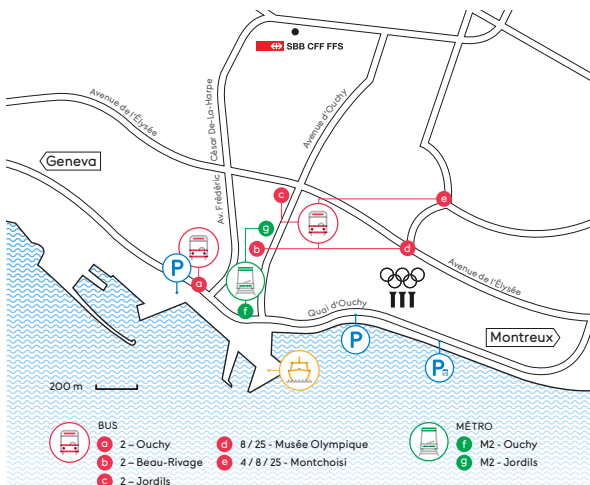 SBB CFF FFS
Avenue de l'Élysée
César De-La-Harpe
Av. Frédéric
Avenue d'Ouchy
Geneva
c
e
g
b
d
P
a
f
Avenue de l'Élysée
Quai d'Ouchy
P
Montreux
P
200 m
BUS
a 2 – Ouchy
b 2 – Beau-Rivage
c 2 – Jordils
d 8 / 25 - Musée Olympique
e 4 / 8 / 25 - Montchoisi
MÉTRO
f M2 - Ouchy
g M2 - Jordils